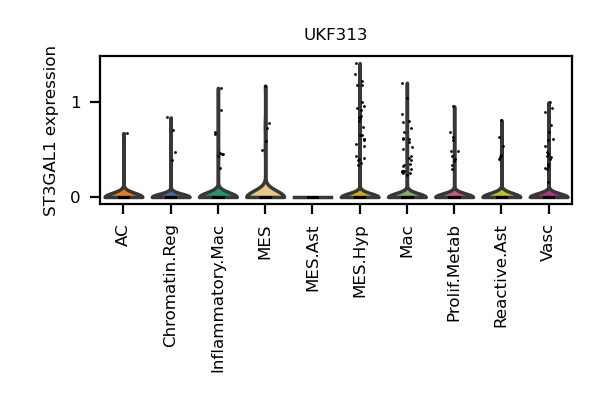 UKF313
ST3GAL1 expression
1
0
AC
Chromatin.Reg
Inflammatory.Mac
MES
MES.Ast
MES.Hyp
Mac
Prolif.Metab
Reactive.Ast
Vasc